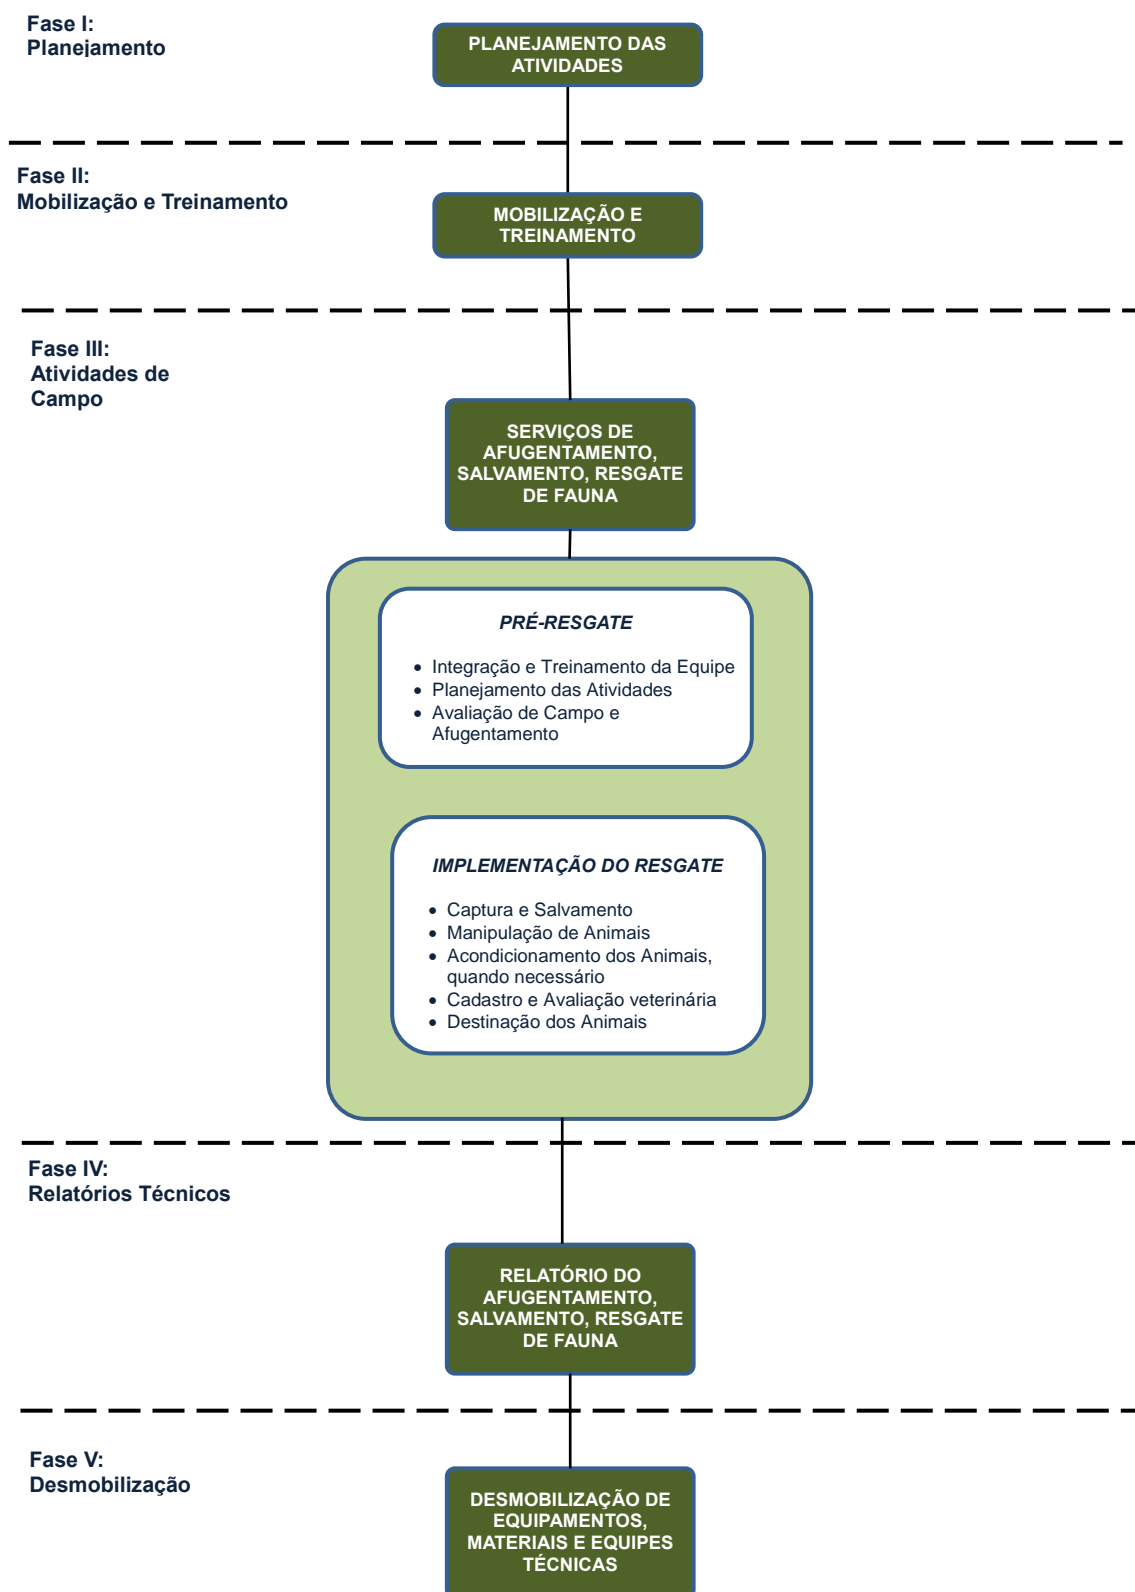 Fase I:
Planejamento
PLANEJAMENTO DAS
ATIVIDADES
Fase II:
Mobilização e Treinamento
MOBILIZAÇÃO E
TREINAMENTO
Fase III:
Atividades de
Campo
SERVIÇOS DE
AFUGENTAMENTO,
SALVAMENTO, RESGATE
DE FAUNA
PRÉ-RESGATE
• Integração e Treinamento da Equipe
• Planejamento das Atividades
• Avaliação de Campo e
Afugentamento
IMPLEMENTAÇÃO DO RESGATE
• Captura e Salvamento
• Manipulação de Animais
• Acondicionamento dos Animais,
quando necessário
• Cadastro e Avaliação veterinária
• Destinação dos Animais
Fase IV:
Relatórios Técnicos
RELATÓRIO DO
AFUGENTAMENTO,
SALVAMENTO, RESGATE
DE FAUNA
Fase V:
Desmobilização
DESMOBILIZAÇÃO DE
EQUIPAMENTOS,
MATERIAIS E EQUIPES
TÉCNICAS